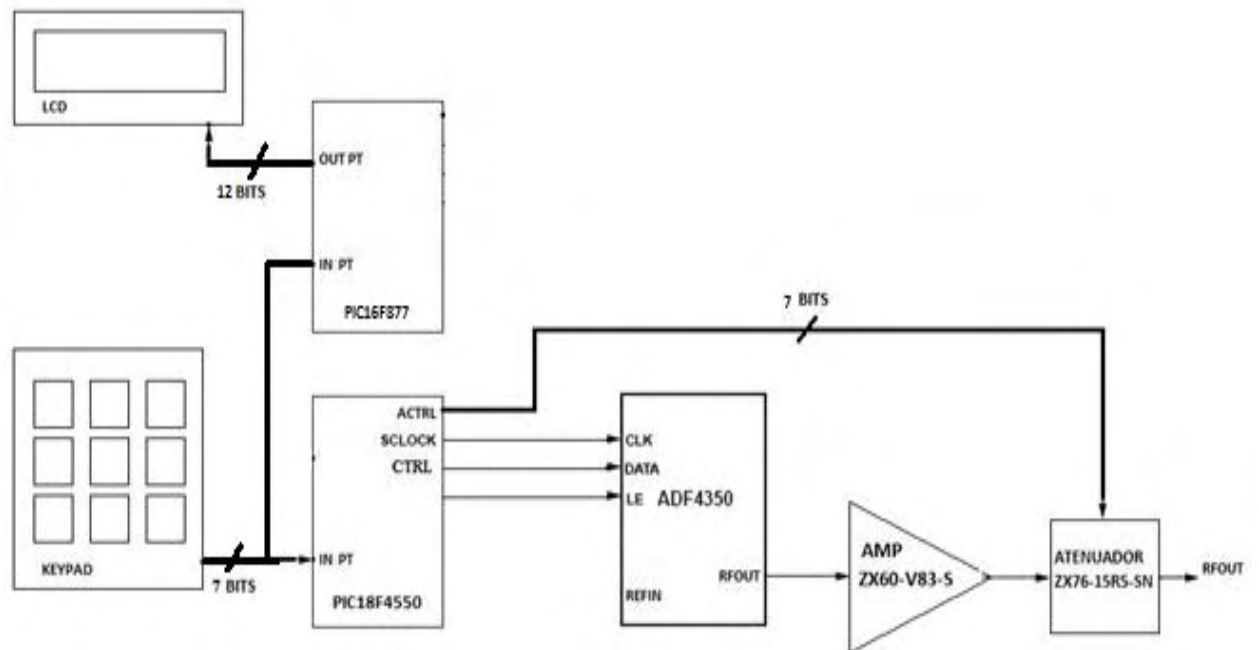 LCD
OUT PT
12 BITS
IN PT
PIC16F877
7 BITS
ACTRL
SCLOCK
CTRL
CLK
DATA
LE
ADF4350
AMP
ZX60-V83-S
ATENUADOR
ZX76-15R5-SN
RFOUT
RFOUT
REFIN
KEYPAD
7 BITS
IN PT
PIC18F4550